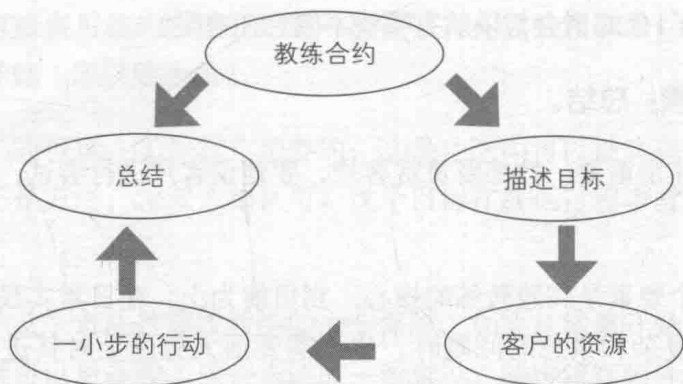 教练合约
总结
描述目标
一小步的行动
客户的资源